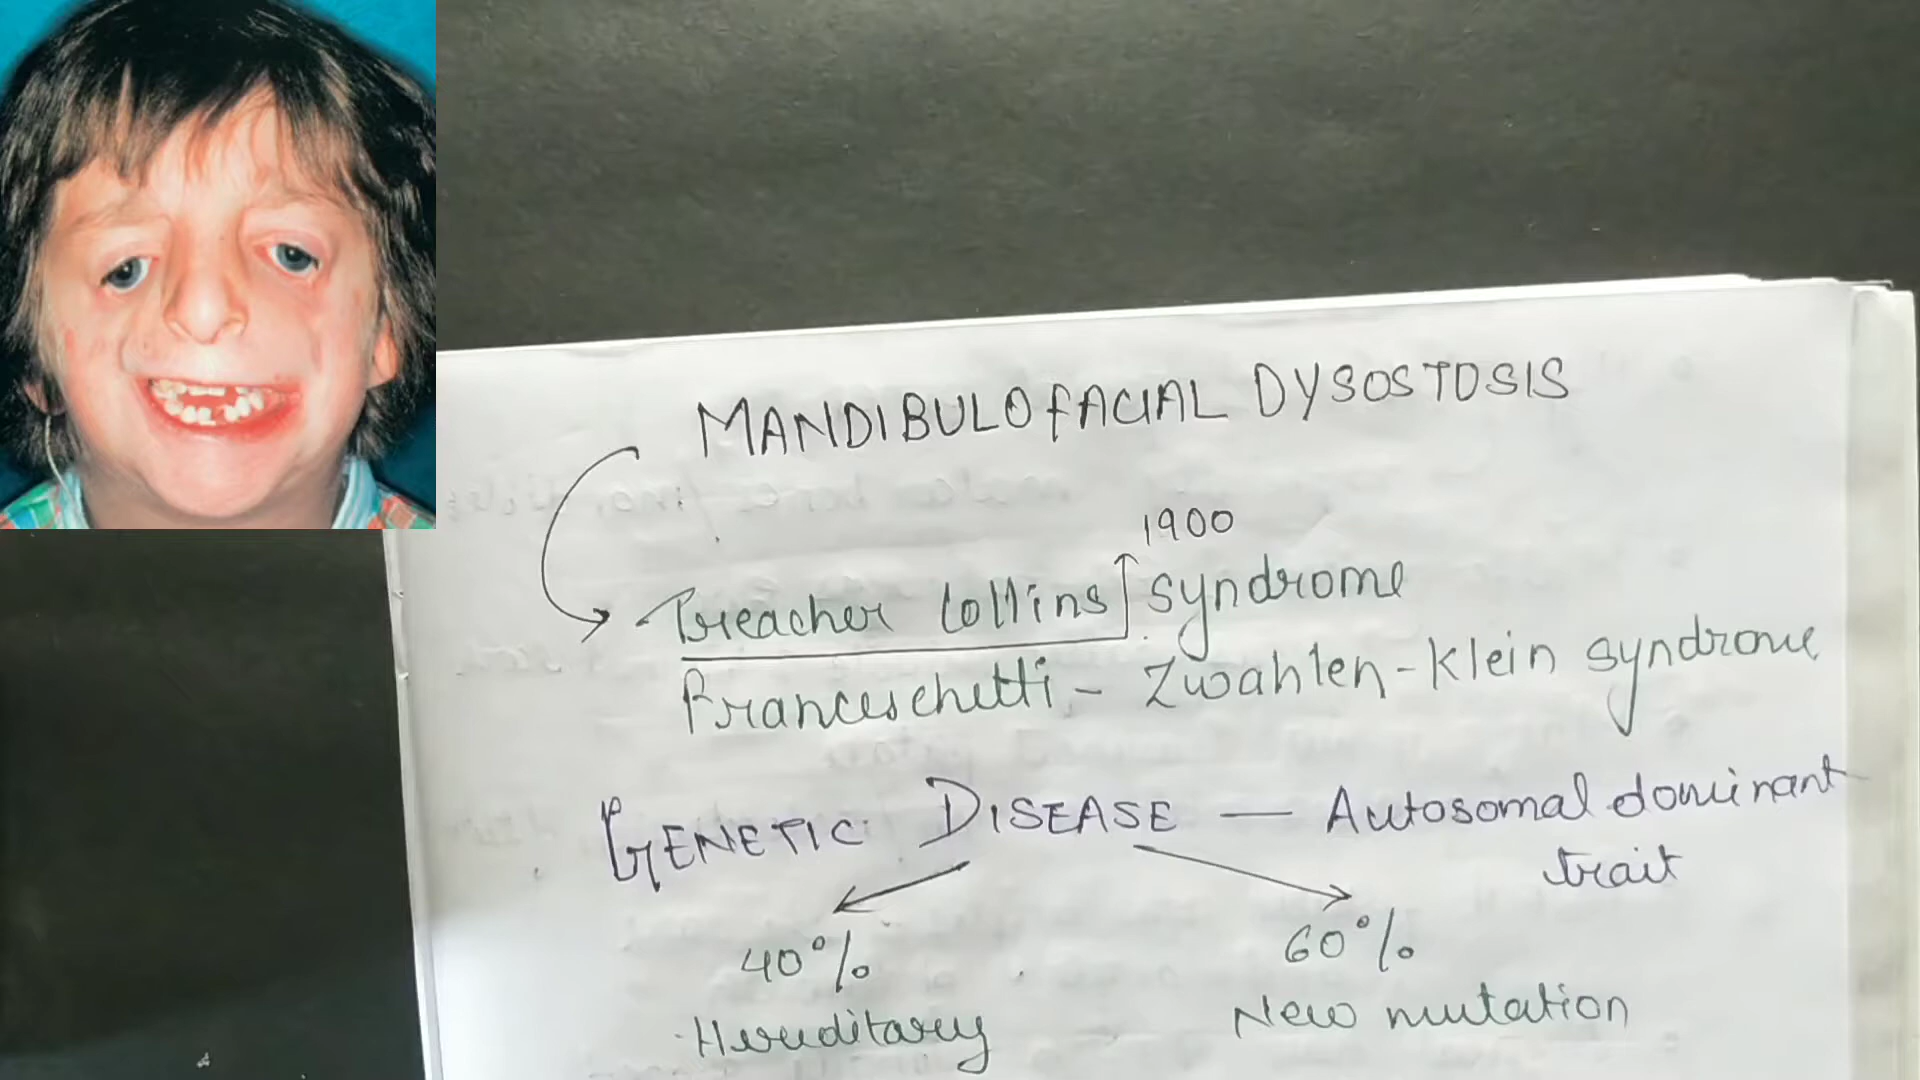 MANDIBULOFACIAL DYSOSTOSIS
1900
Treacher Collins syndrome
Franceschetti - Zwahlen - Klein syndrome
GENETIC DISEASE — Autosomal dominant
trait
40% 60%
Hereditary New mutation